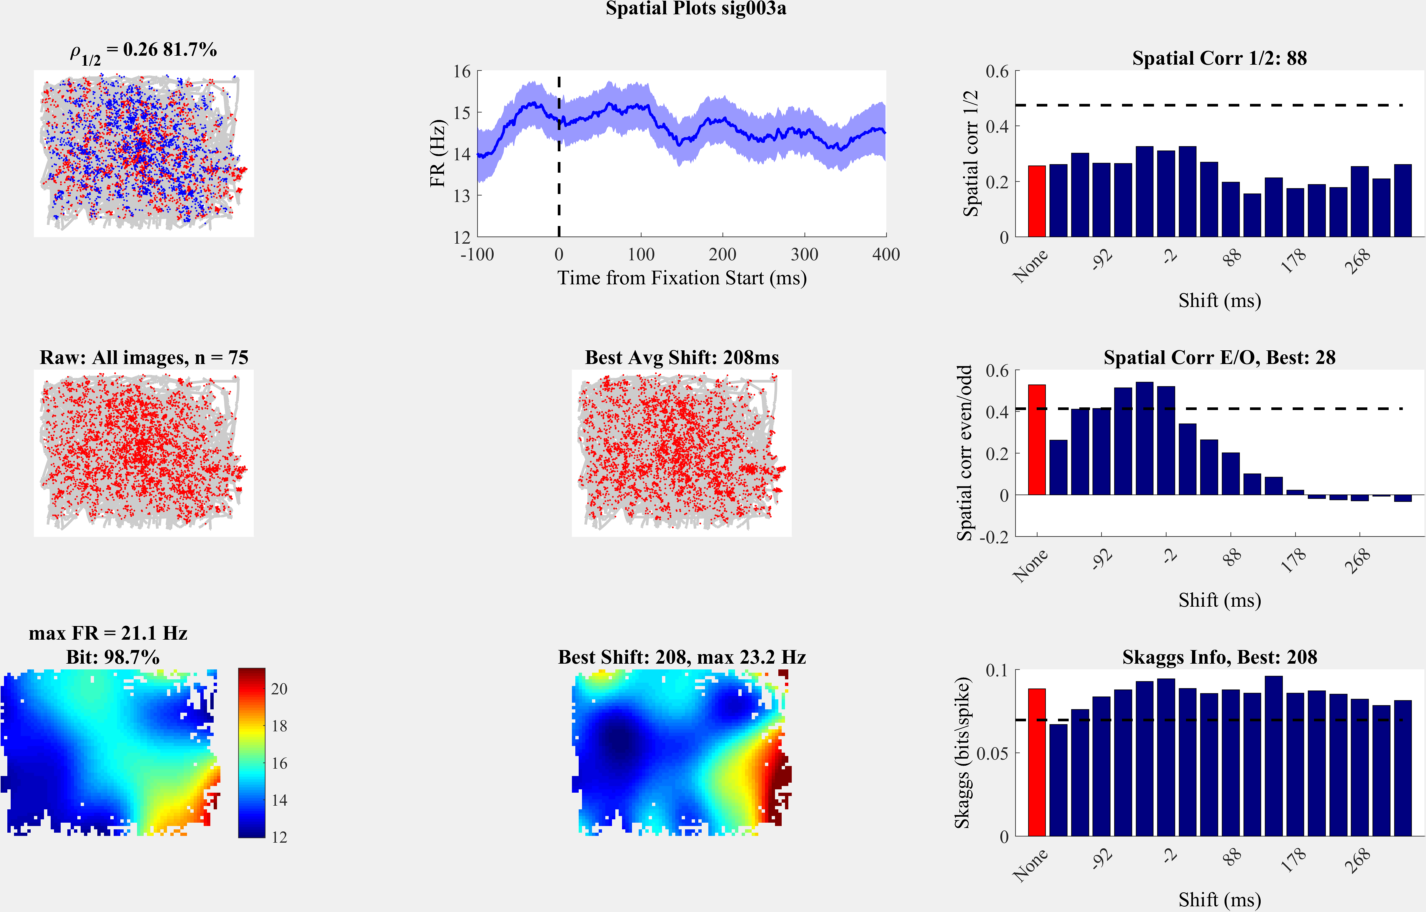 Spatial Plots sig003a
ρ1/2 = 0.26 81.7%
16
15
14
13
12
FR (Hz)
-100 0 100 200 300 400
Time from Fixation Start (ms)
Spatial Corr 1/2: 88
0.6
0.4
0.2
0
Spatial corr 1/2
None -92 -2 88 178 268
Shift (ms)
Raw: All images, n = 75
Best Avg Shift: 208ms
Spatial Corr E/O, Best: 28
0.6
0.4
0.2
0
-0.2
Spatial corr even/odd
None -92 -2 88 178 268
Shift (ms)
max FR = 21.1 Hz
Bit: 98.7%
20
18
16
14
12
Best Shift: 208, max 23.2 Hz
Skaggs Info, Best: 208
0.1
0.05
0
Skaggs (bits\spike)
None -92 -2 88 178 268
Shift (ms)